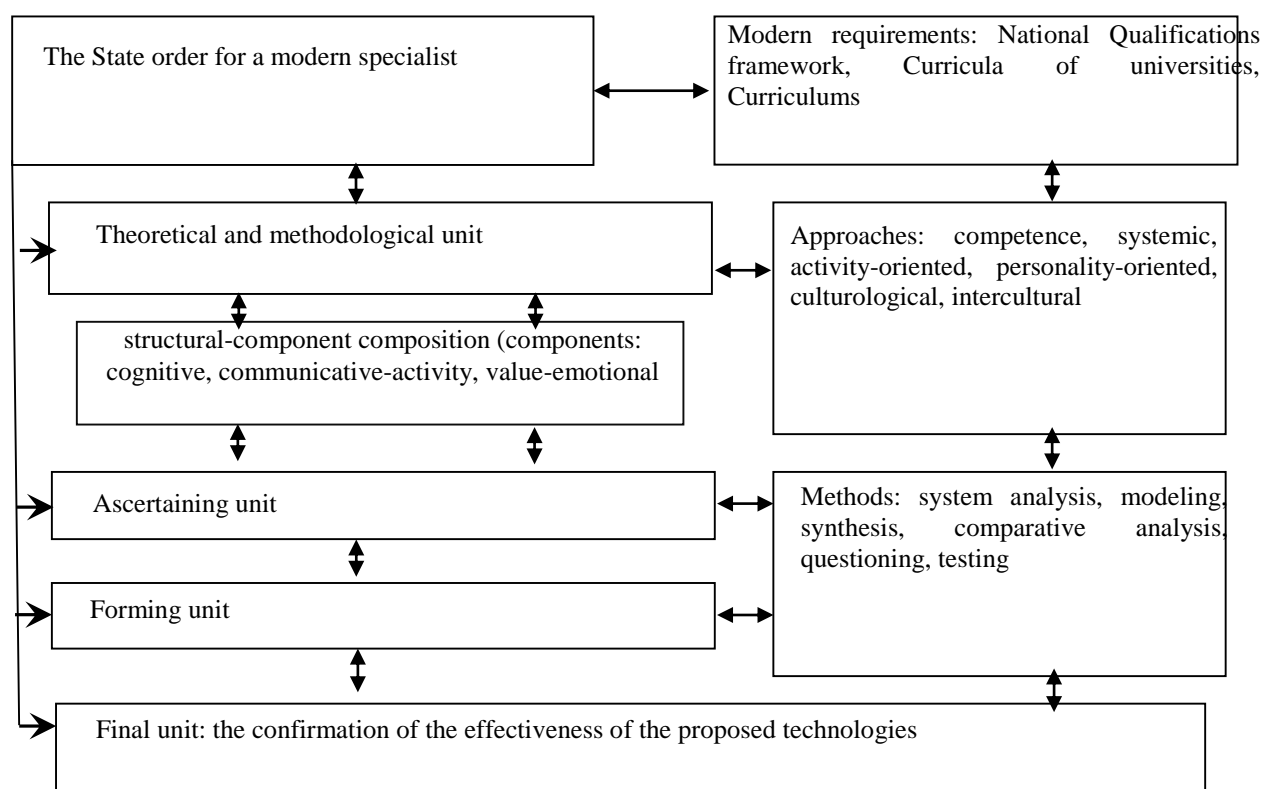 The State order for a modern specialist
Modern requirements: National Qualifications
framework, Curricula of universities,
Curriculums
Theoretical and methodological unit
Approaches: competence, systemic,
activity-oriented, personality-oriented,
culturological, intercultural
structural-component composition (components:
cognitive, communicative-activity, value-emotional
Ascertaining unit
Methods: system analysis, modeling,
synthesis, comparative analysis,
questioning, testing
Forming unit
Final unit: the confirmation of the effectiveness of the proposed technologies